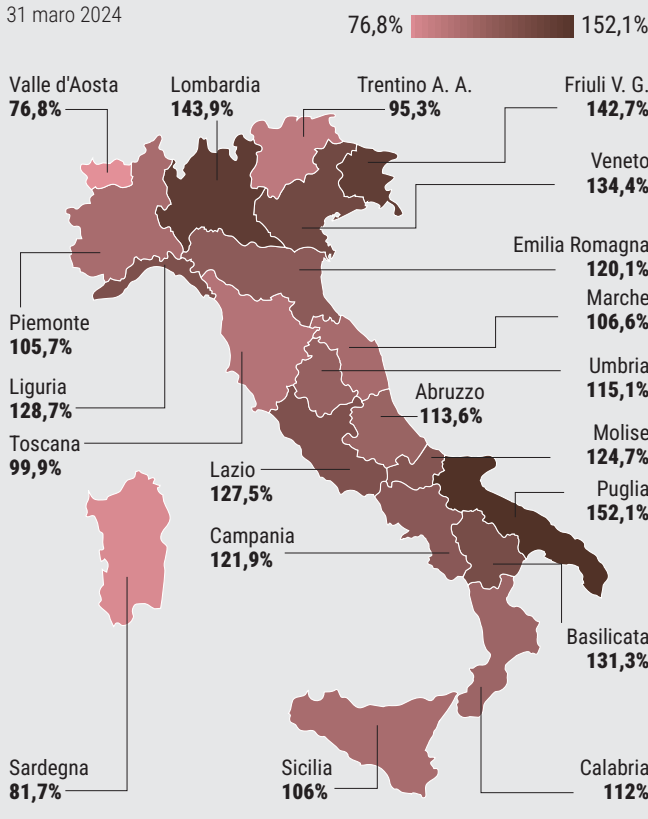 31 maro 2024
76,8% 152,1%
Valle d'Aosta
76,8%
Lombardia
143,9%
Trentino A. A.
95,3%
Friuli V. G.
142,7%
Veneto
134,4%
Emilia Romagna
120,1%
Marche
106,6%
Piemonte
105,7%
Umbria
115,1%
Liguria
128,7%
Abruzzo
113,6%
Toscana
99,9%
Molise
124,7%
Lazio
127,5%
Puglia
152,1%
Campania
121,9%
Basilicata
131,3%
Sardegna
81,7%
Sicilia
106%
Calabria
112%